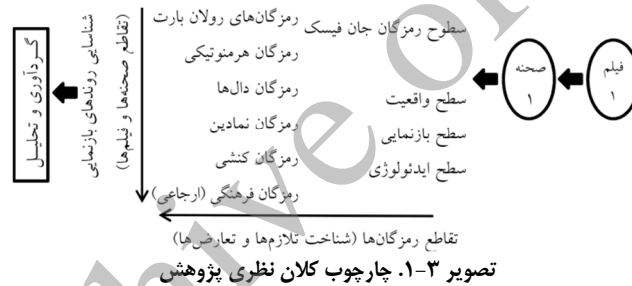 فیلم
۱
صحنه
۱
سطوح رمزگان جان فیسک
سطح واقعیت
سطح بازنمایی
سطح ایدئولوژی
رمزگان‌های رولان بارت
رمزگان هرمنوتیکی
رمزگان دال‌ها
رمزگان نمادین
رمزگان کنشی
رمزگان فرهنگی (ارجاعی)
شناسایی روندهای بازنمایی
(تقاطع صحنه‌ها و فیلم‌ها)
گردآوری و تحلیل
تقاطع رمزگان‌ها (شناخت تلازم‌ها و تعارض‌ها)
تصویر ۳-۱. چارچوب کلان نظری پژوهش